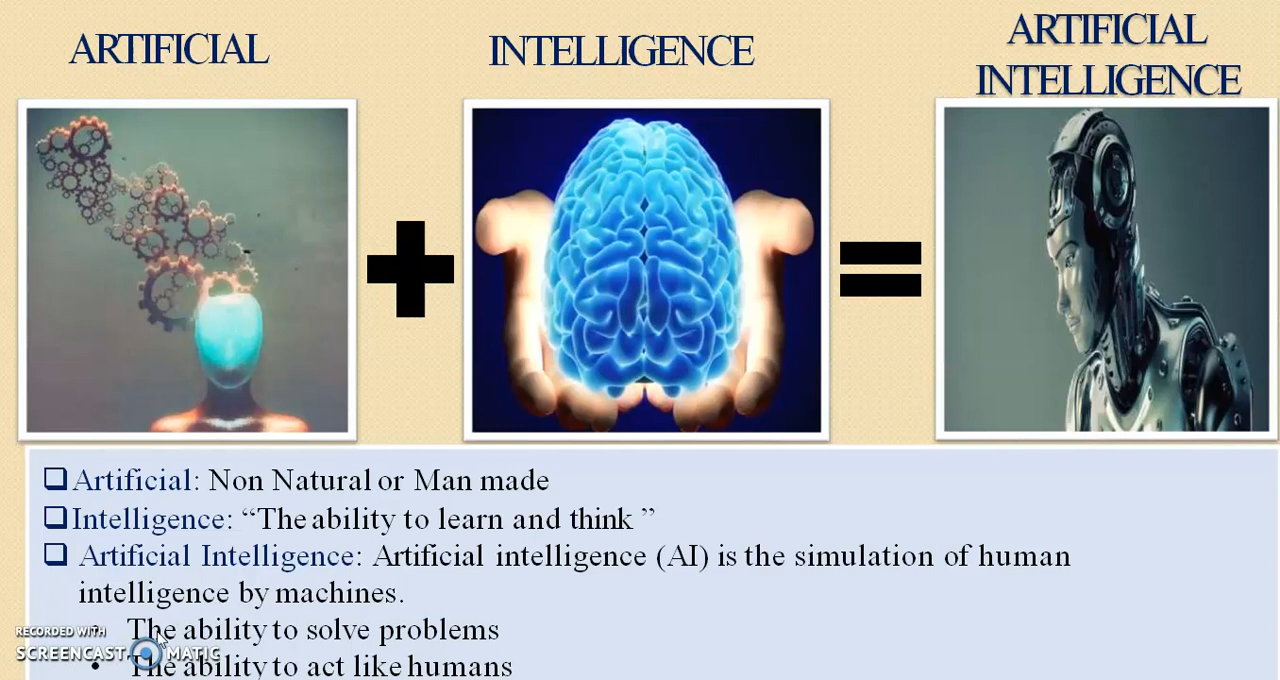 ARTIFICIAL
INTELLIGENCE
ARTIFICIAL
INTELLIGENCE
Artificial: Non Natural or Man made
Intelligence: “The ability to learn and think ”
Artificial Intelligence: Artificial intelligence (AI) is the simulation of human
intelligence by machines.
• The ability to solve problems
• The ability to act like humans
RECORDED WITH
SCREENCAST MATIC